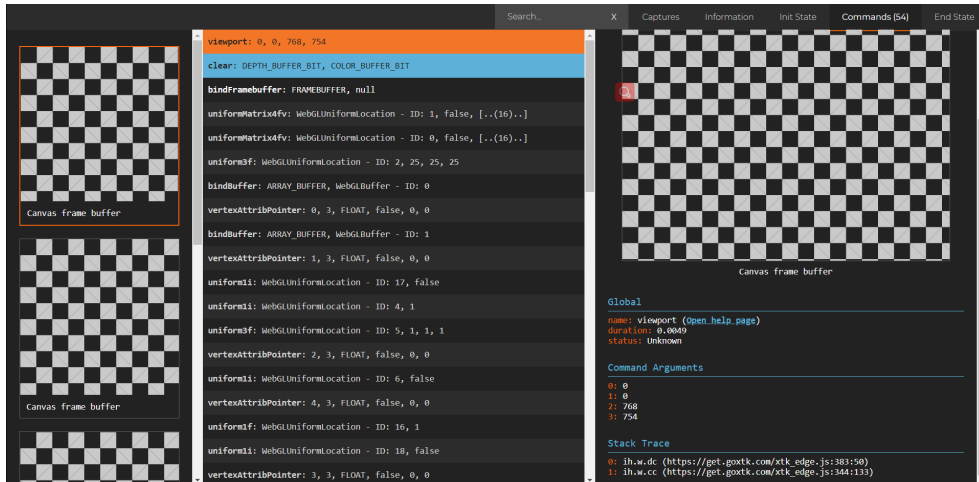 Search...
X
Captures
Information
Init State
Commands (54)
End State
Canvas frame buffer
Canvas frame buffer
viewport: 0, 0, 768, 754
clear: DEPTH_BUFFER_BIT, COLOR_BUFFER_BIT
bindFramebuffer: FRAMEBUFFER, null
uniformMatrix4fv: WebGLUniformLocation - ID: 1, false, [..(16)..]
uniformMatrix4fv: WebGLUniformLocation - ID: 0, false, [..(16)..]
uniform3f: WebGLUniformLocation - ID: 2, 25, 25, 25
bindBuffer: ARRAY_BUFFER, WebGLBuffer - ID: 0
vertexAttribPointer: 0, 3, FLOAT, false, 0, 0
bindBuffer: ARRAY_BUFFER, WebGLBuffer - ID: 1
vertexAttribPointer: 1, 3, FLOAT, false, 0, 0
uniform1i: WebGLUniformLocation - ID: 17, false
uniform1i: WebGLUniformLocation - ID: 4, 1
uniform3f: WebGLUniformLocation - ID: 5, 1, 1, 1
vertexAttribPointer: 2, 3, FLOAT, false, 0, 0
uniform1i: WebGLUniformLocation - ID: 6, false
vertexAttribPointer: 4, 3, FLOAT, false, 0, 0
uniform1f: WebGLUniformLocation - ID: 16, 1
uniform1i: WebGLUniformLocation - ID: 18, false
vertexAttribPointer: 3, 3, FLOAT, false, 0, 0
Canvas frame buffer
Global
name: viewport (Open help page)
duration: 0.0049
status: Unknown
Command Arguments
0: 0
1: 0
2: 768
3: 754
Stack Trace
0: ih.w.dc (https://get.goxtk.com/xtk_edge.js:383:50)
1: ih.w.cc (https://get.goxtk.com/xtk_edge.js:344:133)